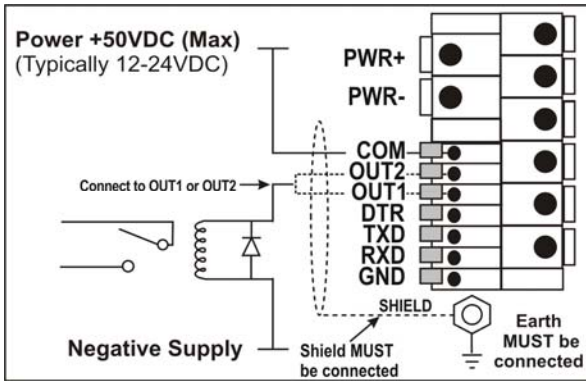 Power +50VDC (Max)
(Typically 12-24VDC)
PWR+
PWR-
COM
OUT2
Connect to OUT1 or OUT2
OUT1
DTR
TXD
RXD
GND
SHIELD
Negative Supply
Shield MUST
be connected
Earth
MUST be
connected